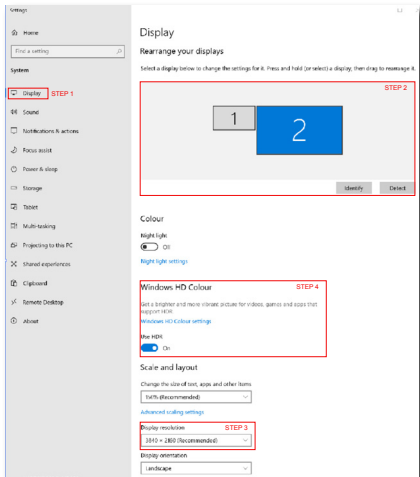 Settings
Home
Find a setting
System
Display STEP 1
Sound
Notifications & actions
Focus assist
Power & sleep
Storage
Tablet
Multi-tasking
Projecting to this PC
Shared experiences
Clipboard
Remote Desktop
About
Display
Rearrange your displays
Select a display below to change the settings for it. Press and hold (or select) a display, then drag to rearrange it.
STEP 2
1
2
Identify Detect
Colour
Night light
Off
Night light settings
Windows HD Colour STEP 4
Get a brighter and more vibrant picture for videos, games and apps that
support HDR
Windows HD Colour settings
Use HDR
On
Scale and layout
Change the size of text, apps and other items
(Recommended)
Advanced scaling settings
Display resolution STEP 3
3840 × 2160 (Recommended)
Display orientation
Landscape